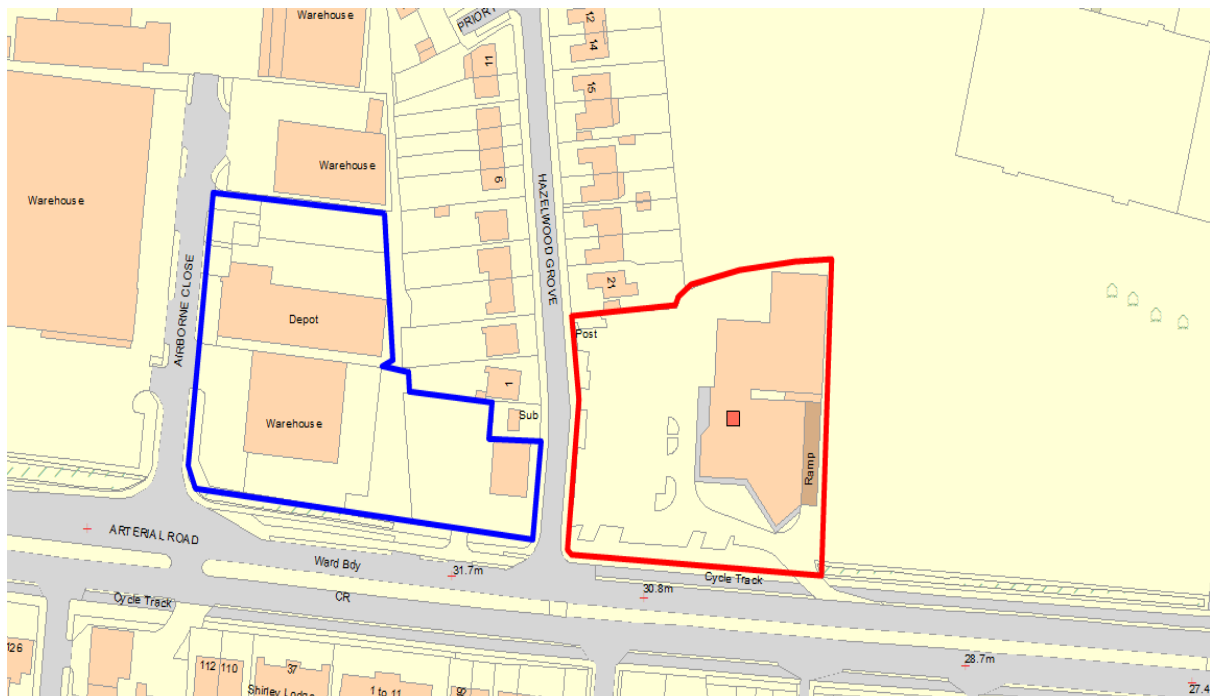 Warehouse
PRIORY
12
14
11
15
Warehouse
6
Warehouse
HAZELWOOD GROVE
AIRBORNE CLOSE
21
Depot
Post
1
Sub
Warehouse
Ramp
ARTERIAL ROAD
Ward Bdy
31.7m
Cycle Track
30.8m
Cycle Track
CR
726
112 110
37
Shirley Lodge
1 to 11
92
28.7m
27.4